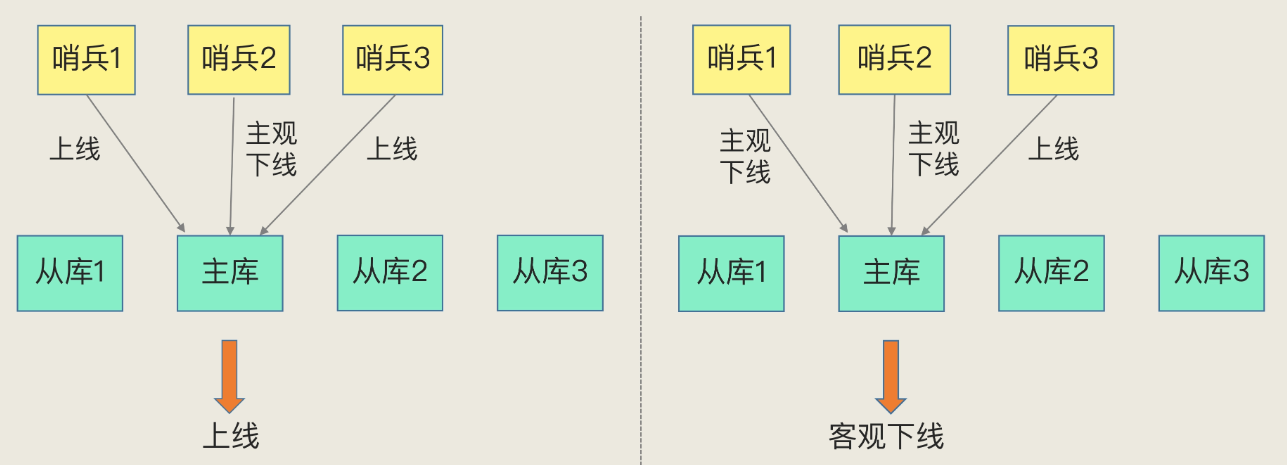 哨兵1
哨兵2
哨兵3
上线
主观
下线
上线
从库1
主库
从库2
从库3
上线
哨兵1
哨兵2
哨兵3
主观
下线
主观
下线
上线
从库1
主库
从库2
从库3
客观下线